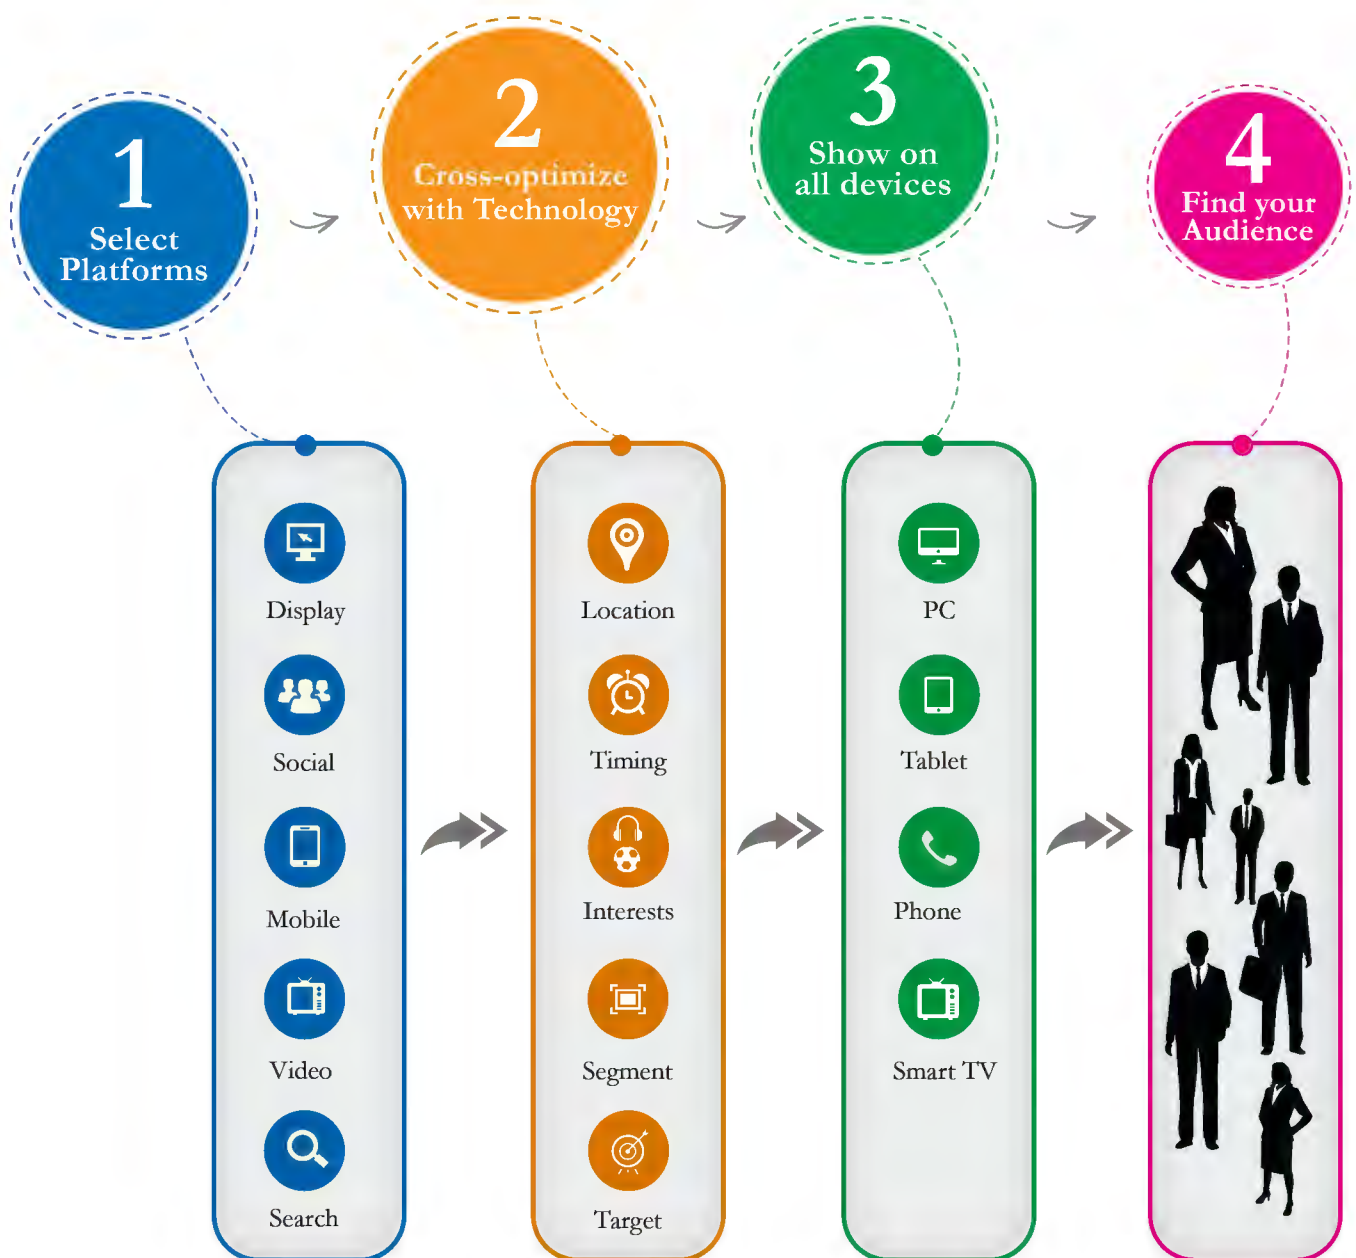 1
Select
Platforms
2
Cross-optimize
with Technology
3
Show on
all devices
4
Find your
Audience
Display
Social
Mobile
Video
Search
Location
Timing
Interests
Segment
Target
PC
Tablet
Phone
Smart TV